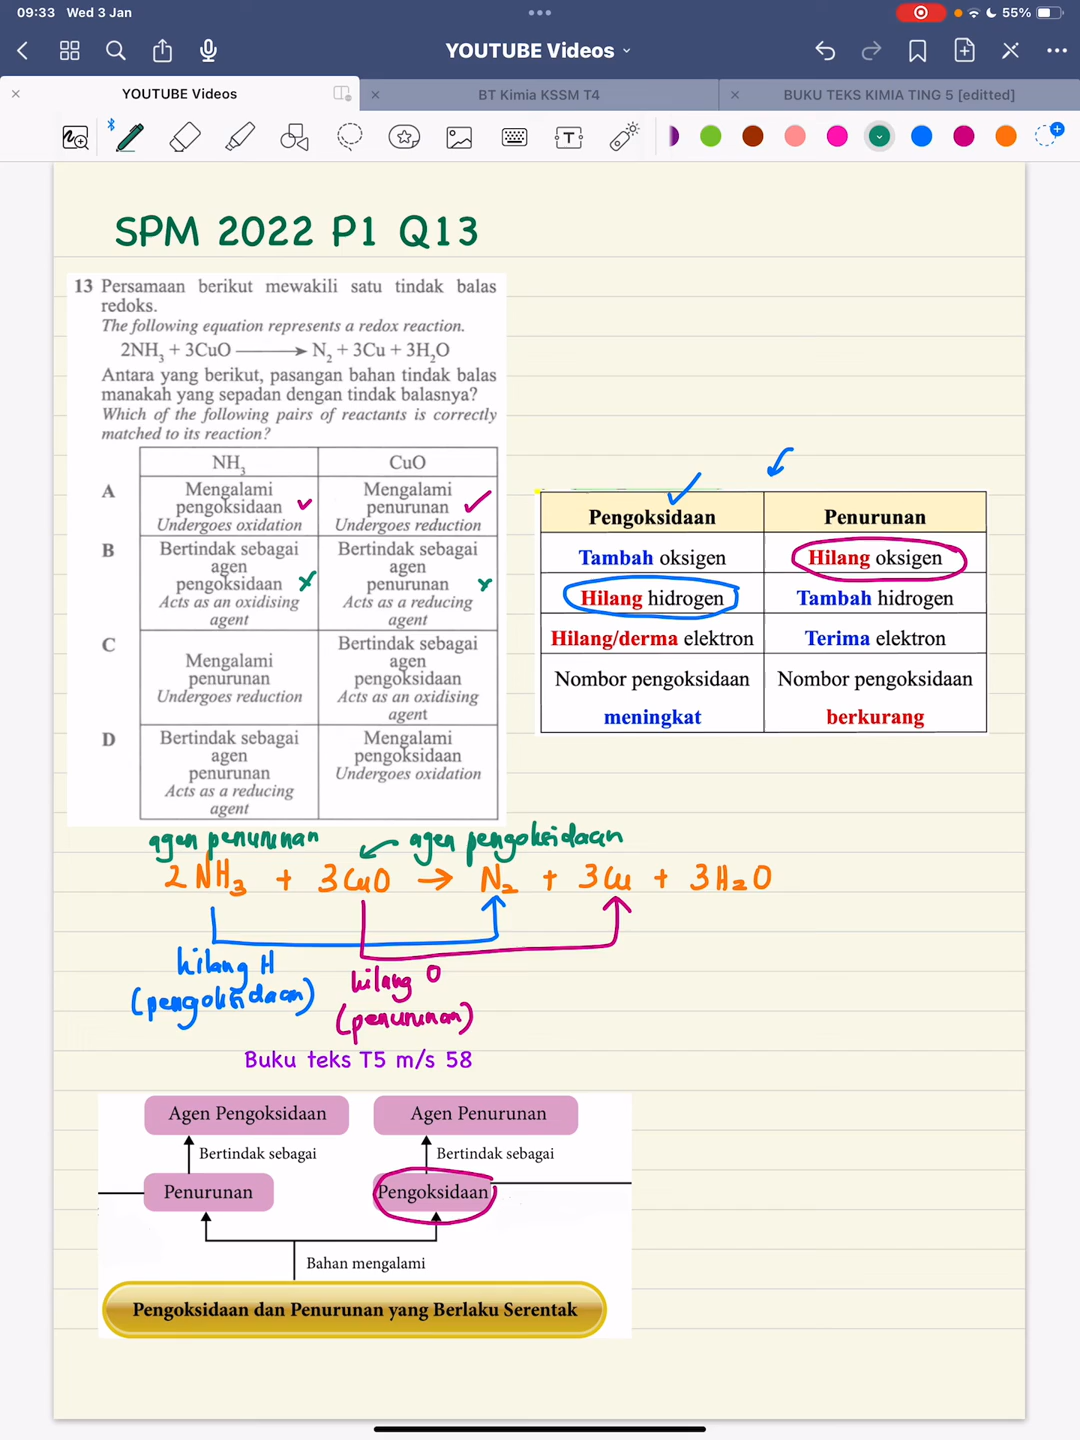 09:33 Wed 3 Jan
55%
YOUTUBE Videos
YOUTUBE Videos
BT Kimia KSSM T4
BUKU TEKS KIMIA TING 5 [editted]
SPM 2022 P1 Q13
13 Persamaan berikut mewakili satu tindak balas
redoks.
The following equation represents a redox reaction.
2NH₃ + 3CuO → N₂ + 3Cu + 3H₂O
Antara yang berikut, pasangan bahan tindak balas
manakah yang sepadan dengan tindak balasnya?
Which of the following pairs of reactants is correctly
matched to its reaction?
NH₃ CuO
A
Mengalami
pengoksidaan
Undergoes oxidation
Mengalami
penurunan
Undergoes reduction
B
Bertindak sebagai
agen
pengoksidaan
Acts as an oxidising
agent
Bertindak sebagai
agen
penurunan
Acts as a reducing
agent
C
Mengalami
penurunan
Undergoes reduction
Bertindak sebagai
agen
pengoksidaan
Acts as an oxidising
agent
D
Bertindak sebagai
agen
penurunan
Acts as a reducing
agent
Mengalami
pengoksidaan
Undergoes oxidation
Pengoksidaan Penurunan
Tambah oksigen Hilang oksigen
Hilang hidrogen Tambah hidrogen
Hilang/derma elektron Terima elektron
Nombor pengoksidaan
meningkat
Nombor pengoksidaan
berkurang
agen penurunan
agen pengoksidaan
2NH₃ + 3CuO → N₂ + 3Cu + 3H₂O
hilang H
(pengoksidaan)
hilang O
(penurunan)
Buku teks T5 m/s 58
Agen Pengoksidaan Agen Penurunan
Bertindak sebagai Bertindak sebagai
Penurunan Pengoksidaan
Bahan mengalami
Pengoksidaan dan Penurunan yang Berlaku Serentak